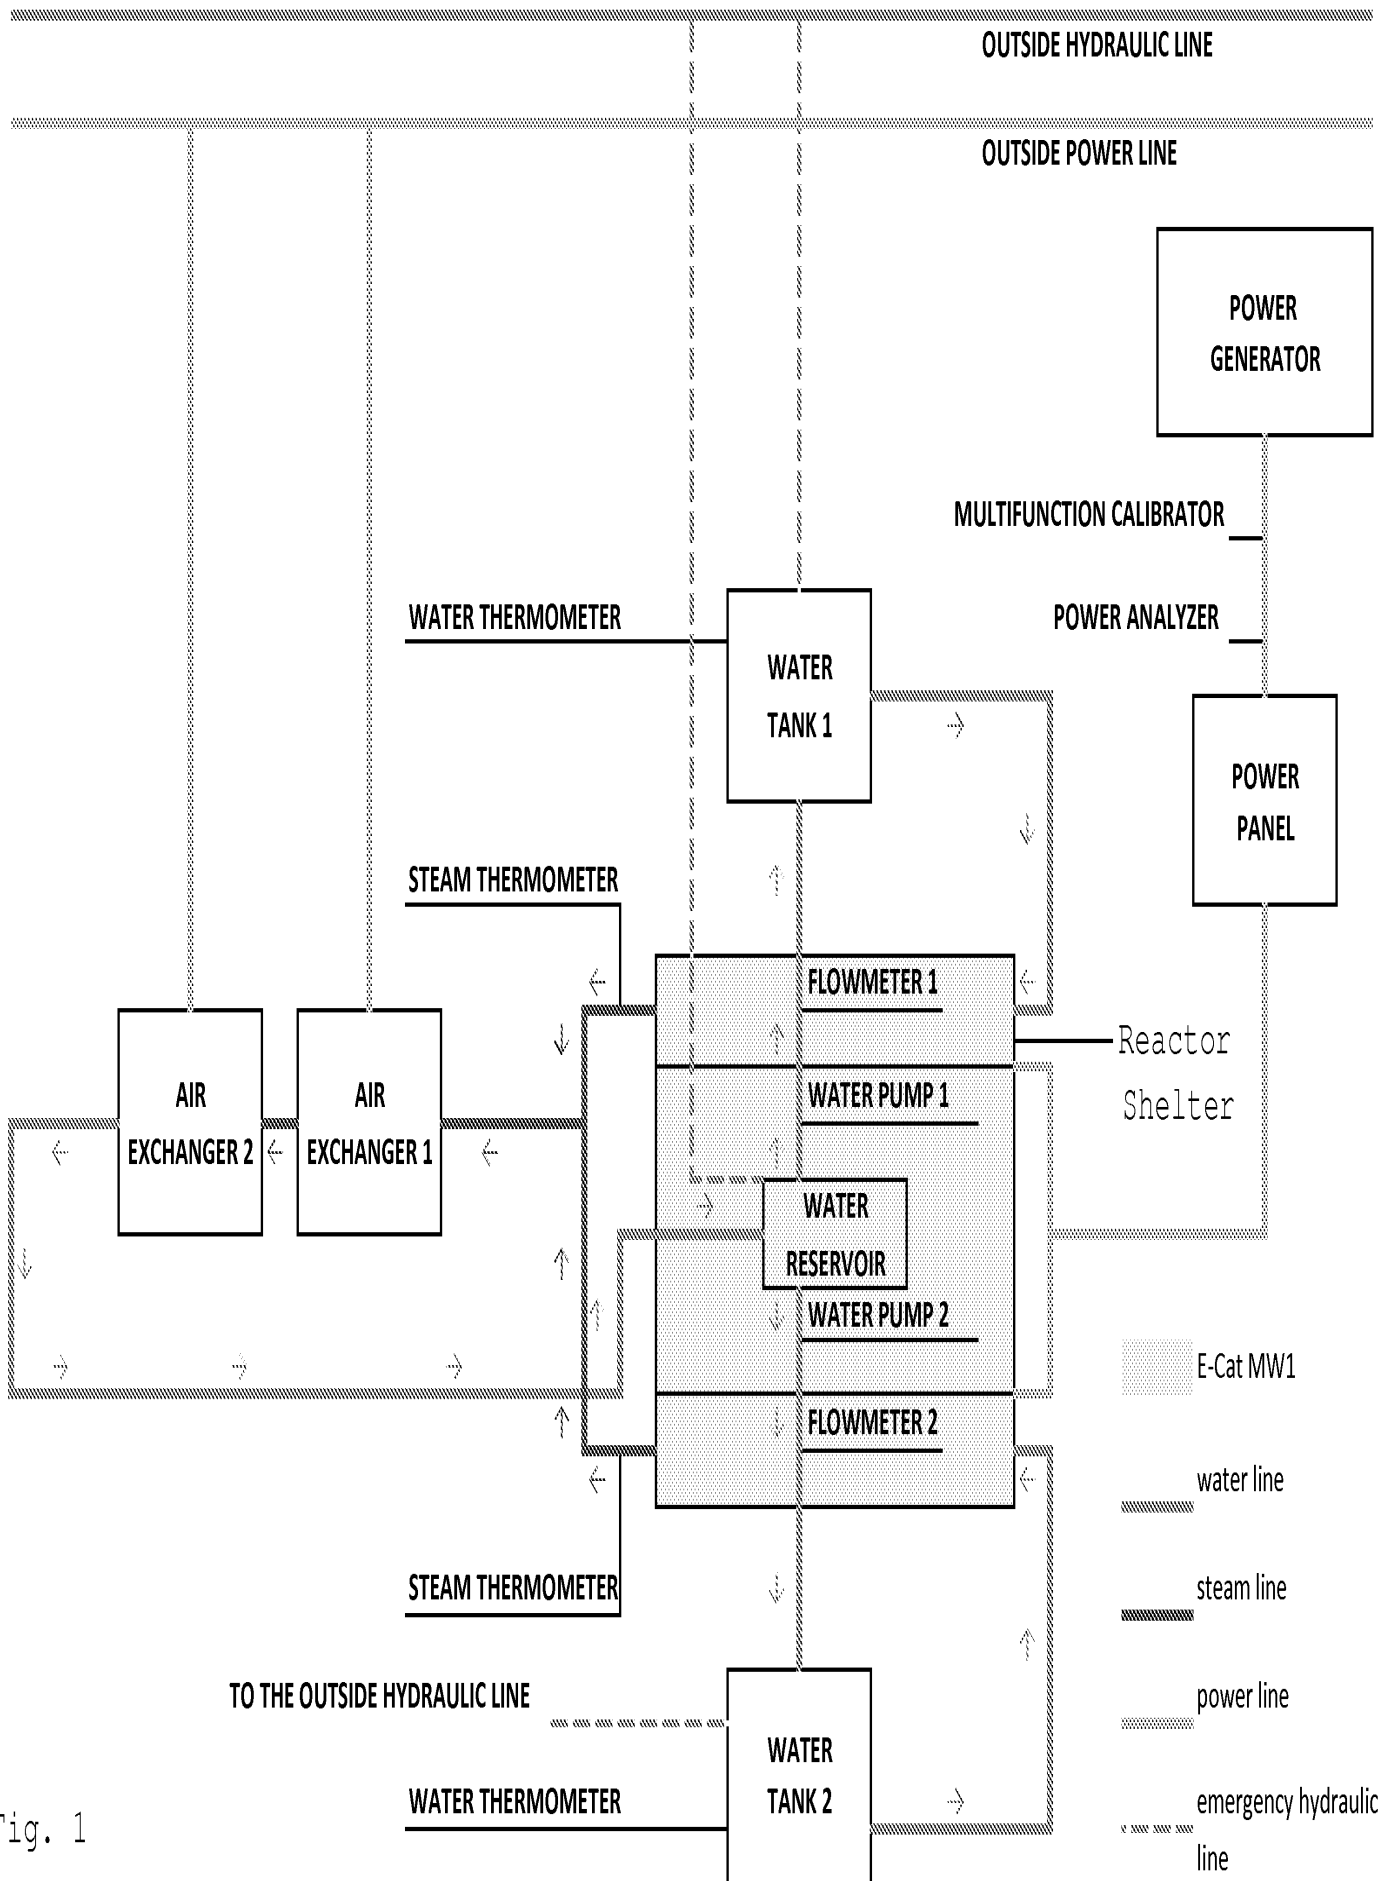 OUTSIDE HYDRAULIC LINE
OUTSIDE POWER LINE
POWER
GENERATOR
MULTIFUNCTION CALIBRATOR
WATER THERMOMETER
POWER ANALYZER
WATER
TANK 1
POWER
PANEL
STEAM THERMOMETER
FLOWMETER 1
Reactor
Shelter
AIR
EXCHANGER 2
AIR
EXCHANGER 1
WATER PUMP 1
WATER
RESERVOIR
WATER PUMP 2
E-Cat MW1
FLOWMETER 2
water line
steam line
STEAM THERMOMETER
TO THE OUTSIDE HYDRAULIC LINE
power line
WATER
TANK 2
WATER THERMOMETER
emergency hydraulic
line
Fig. 1